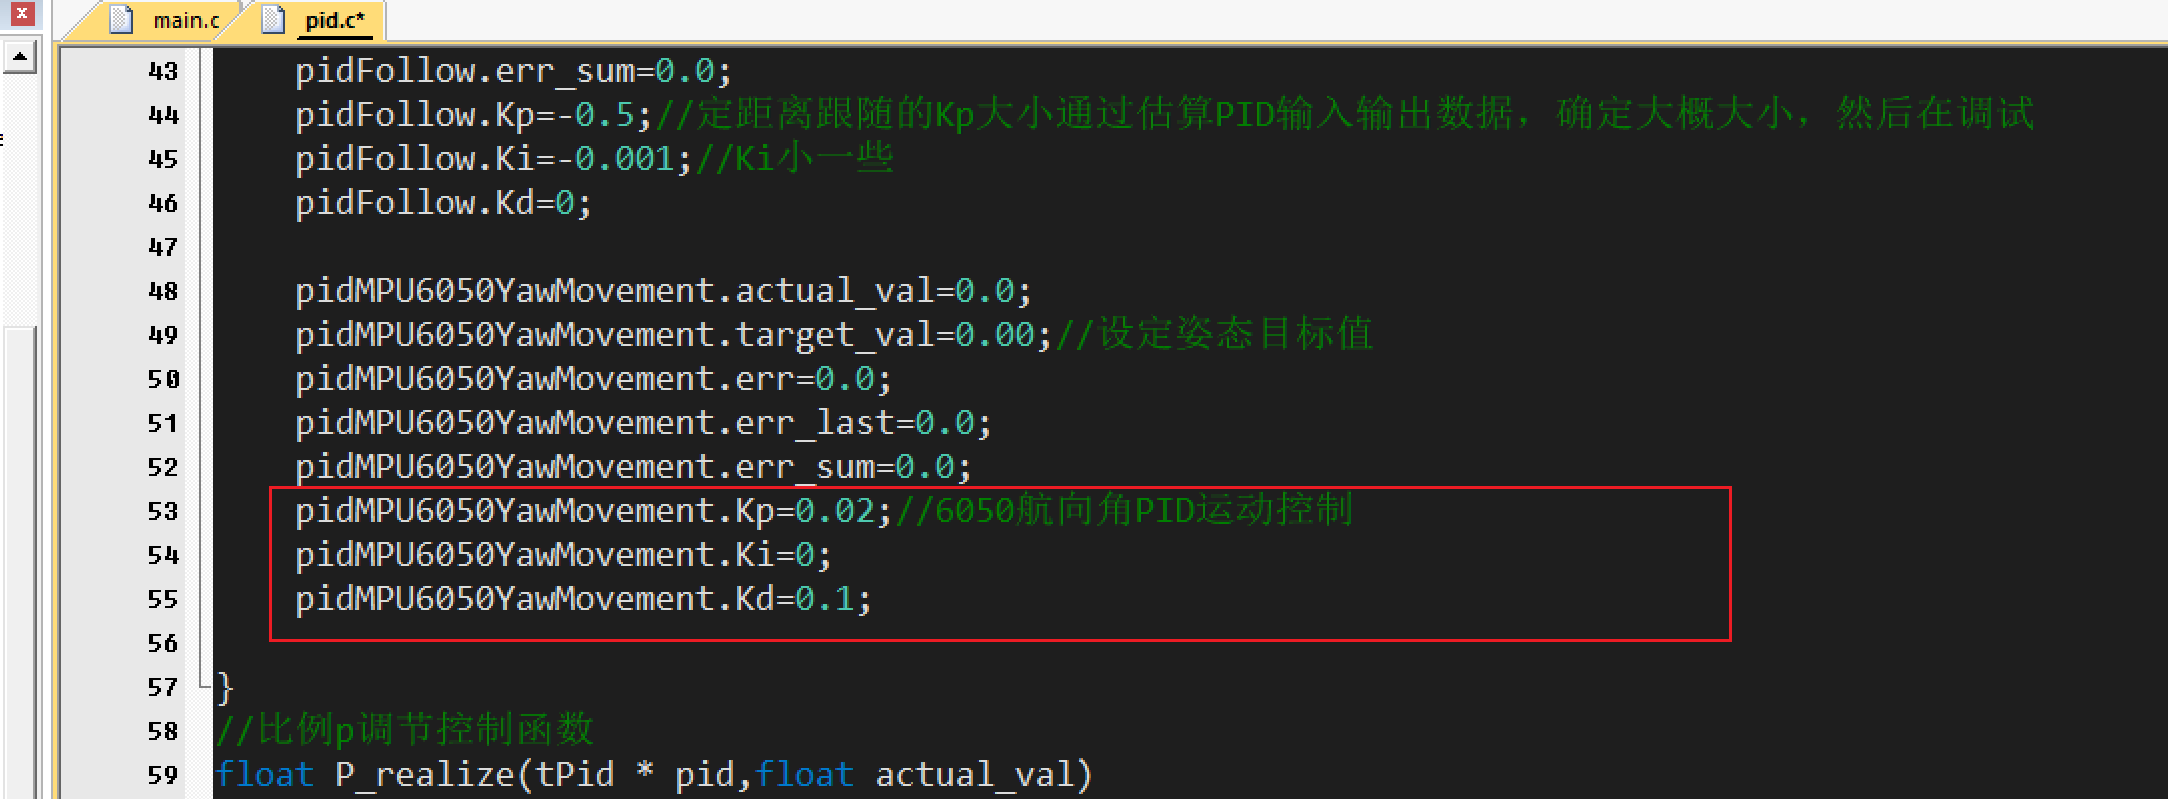 main.c pid.c*
43 pidFollow.err_sum=0.0;
44 pidFollow.Kp=-0.5;//定距离跟随的Kp大小通过估算PID输入输出数据，确定大概大小，然后在调试
45 pidFollow.Ki=-0.001;//Ki小一些
46 pidFollow.Kd=0;
47
48 pidMPU6050YawMovement.actual_val=0.0;
49 pidMPU6050YawMovement.target_val=0.00;//设定姿态目标值
50 pidMPU6050YawMovement.err=0.0;
51 pidMPU6050YawMovement.err_last=0.0;
52 pidMPU6050YawMovement.err_sum=0.0;
53 pidMPU6050YawMovement.Kp=0.02;//6050航向角PID运动控制
54 pidMPU6050YawMovement.Ki=0;
55 pidMPU6050YawMovement.Kd=0.1;
56
57 }
58 //比例p调节控制函数
59 float P_realize(tPid * pid,float actual_val)